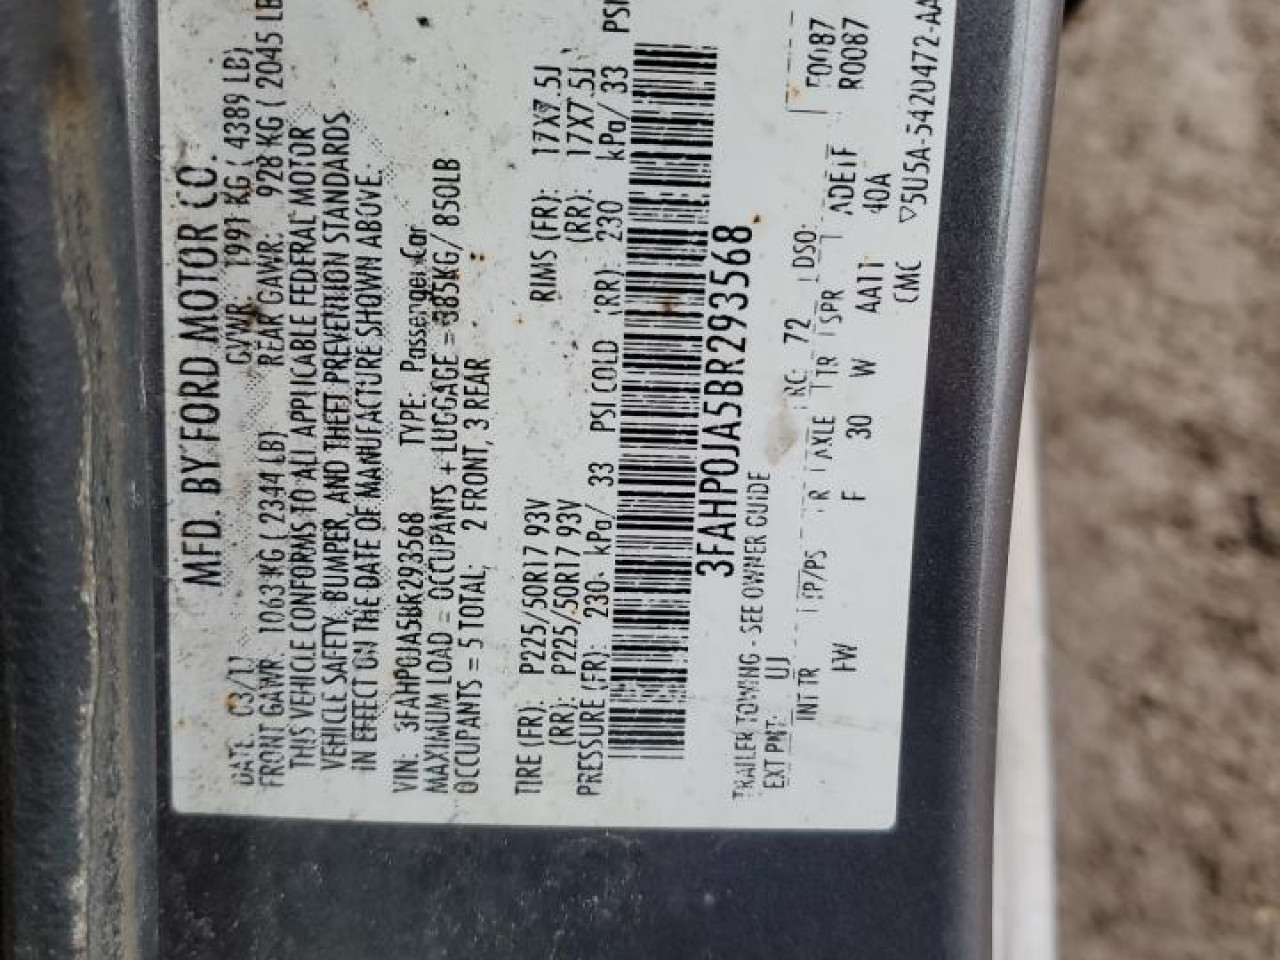 MFD. BY FORD MOTOR CO.
DATE: 03/11 GVWR: 1991 KG ( 4389 LB)
FRONT GAWR: 1063 KG ( 2344 LB) REAR GAWR: 928 KG ( 2045 LB
THIS VEHICLE CONFORMS TO ALL APPLICABLE FEDERAL MOTOR
VEHICLE SAFETY, BUMPER, AND THEFT PREVENTION STANDARDS
IN EFFECT ON THE DATE OF MANUFACTURE SHOWN ABOVE.
VIN: 3FAHP0JA5BR293568 TYPE: Passenger Car
MAXIMUM LOAD = OCCUPANTS + LUGGAGE = 385KG/ 850LB
OCCUPANTS = 5 TOTAL, 2 FRONT, 3 REAR
TIRE (FR): P225/50R17 93V RIMS (FR): 17X7.5J
(RR): P225/50R17 93V (RR): 17X7.5J
PRESSURE (FR): 230 kPa/ 33 PSI COLD (RR): 230 kPa/ 33 PSI
3FAHP0JA5BR293568
TRAILER TOWING - SEE OWNER GUIDE
EXT PNT: UJ RC: 72 DSO: F0087
INT TR TP/PS R AXLE TR SPR R0087
FW F 30 W AA11 40A
CMC ▽5U5A-5420472-AA